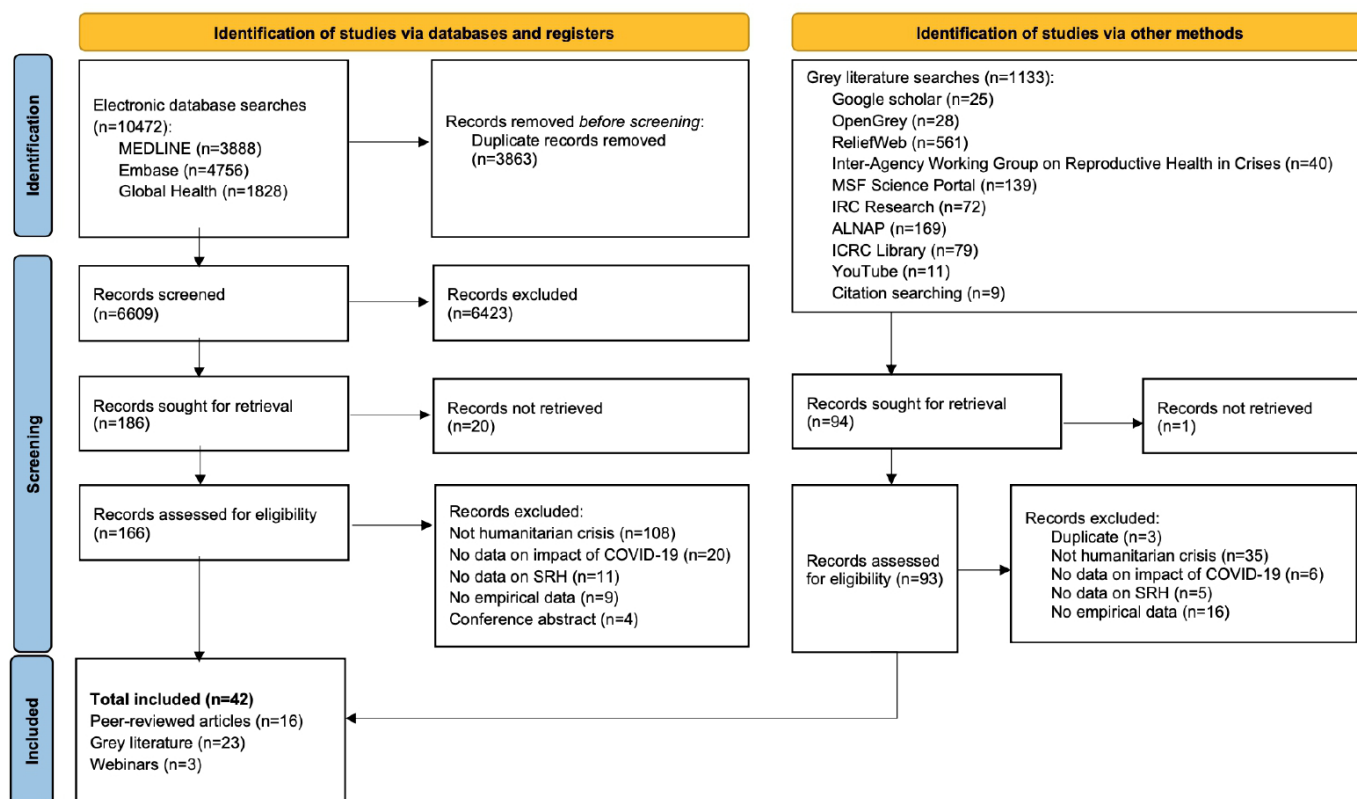 Identification of studies via databases and registers
Identification of studies via other methods
Identification
Electronic database searches
(n=10472):
MEDLINE (n=3888)
Embase (n=4756)
Global Health (n=1828)
Records removed before screening:
Duplicate records removed
(n=3863)
Grey literature searches (n=1133):
Google scholar (n=25)
OpenGrey (n=28)
ReliefWeb (n=561)
Inter-Agency Working Group on Reproductive Health in Crises (n=40)
MSF Science Portal (n=139)
IRC Research (n=72)
ALNAP (n=169)
ICRC Library (n=79)
YouTube (n=11)
Citation searching (n=9)
Screening
Records screened
(n=6609)
Records excluded
(n=6423)
Records sought for retrieval
(n=186)
Records not retrieved
(n=20)
Records sought for retrieval
(n=94)
Records not retrieved
(n=1)
Records assessed for eligibility
(n=166)
Records excluded:
Not humanitarian crisis (n=108)
No data on impact of COVID-19 (n=20)
No data on SRH (n=11)
No empirical data (n=9)
Conference abstract (n=4)
Records assessed
for eligibility (n=93)
Records excluded:
Duplicate (n=3)
Not humanitarian crisis (n=35)
No data on impact of COVID-19 (n=6)
No data on SRH (n=5)
No empirical data (n=16)
Included
Total included (n=42)
Peer-reviewed articles (n=16)
Grey literature (n=23)
Webinars (n=3)